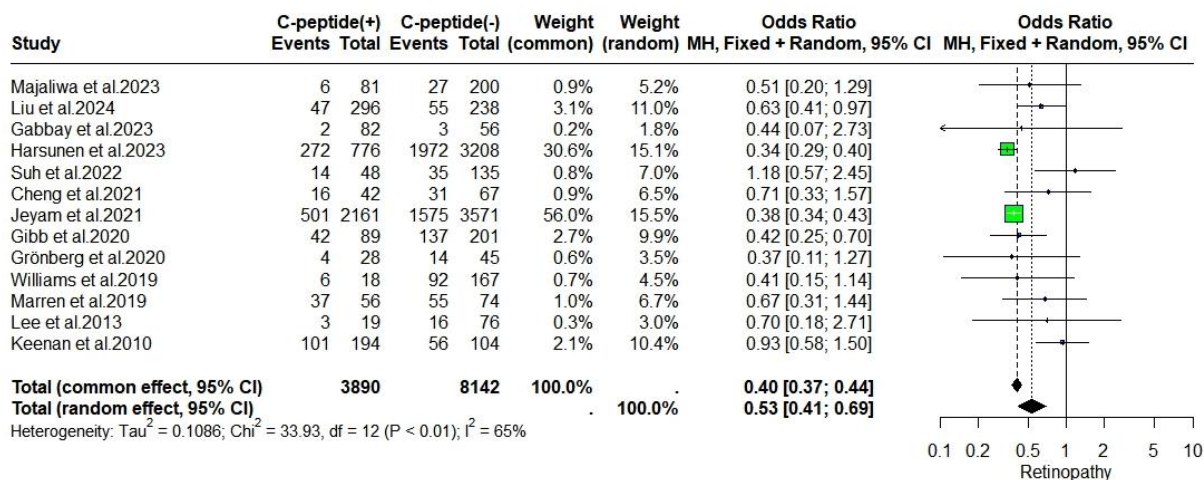 C-peptide(+) C-peptide(-) Weight Weight Odds Ratio Odds Ratio
Study Events Total Events Total (common) (random) MH, Fixed + Random, 95% CI MH, Fixed + Random, 95% CI
Majaliwa et al.2023 6 81 27 200 0.9% 5.2% 0.51 [0.20; 1.29]
Liu et al.2024 47 296 55 238 3.1% 11.0% 0.63 [0.41; 0.97]
Gabbay et al.2023 2 82 3 56 0.2% 1.8% 0.44 [0.07; 2.73]
Harsunen et al.2023 272 776 1972 3208 30.6% 15.1% 0.34 [0.29; 0.40]
Suh et al.2022 14 48 35 135 0.8% 7.0% 1.18 [0.57; 2.45]
Cheng et al.2021 16 42 31 67 0.9% 6.5% 0.71 [0.33; 1.57]
Jeyam et al.2021 501 2161 1575 3571 56.0% 15.5% 0.38 [0.34; 0.43]
Gibb et al.2020 42 89 137 201 2.7% 9.9% 0.42 [0.25; 0.70]
Grönberg et al.2020 4 28 14 45 0.6% 3.5% 0.37 [0.11; 1.27]
Williams et al.2019 6 18 92 167 0.7% 4.5% 0.41 [0.15; 1.14]
Marren et al.2019 37 56 55 74 1.0% 6.7% 0.67 [0.31; 1.44]
Lee et al.2013 3 19 16 76 0.3% 3.0% 0.70 [0.18; 2.71]
Keenan et al.2010 101 194 56 104 2.1% 10.4% 0.93 [0.58; 1.50]
Total (common effect, 95% CI) 3890 8142 100.0% . 0.40 [0.37; 0.44]
Total (random effect, 95% CI) . 100.0% 0.53 [0.41; 0.69]
Heterogeneity: Tau² = 0.1086; Chi² = 33.93, df = 12 (P < 0.01); I² = 65%
0.1 0.2 0.5 1 2 5 10
Retinopathy